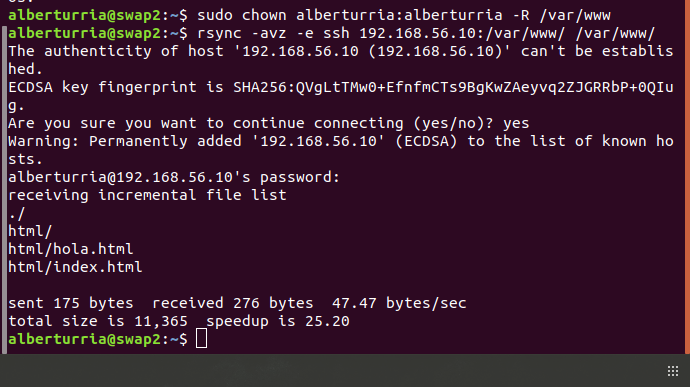 alberturria@swap2:~$ sudo chown alberturria:alberturria -R /var/www
alberturria@swap2:~$ rsync -avz -e ssh 192.168.56.10:/var/www/ /var/www/
The authenticity of host '192.168.56.10 (192.168.56.10)' can't be establis
hed.
ECDSA key fingerprint is SHA256:QVgLtTMw0+EfnfmCTs9BgKwZAeyvq2ZJGRRbP+0QIu
g.
Are you sure you want to continue connecting (yes/no)? yes
Warning: Permanently added '192.168.56.10' (ECDSA) to the list of known ho
sts.
alberturria@192.168.56.10's password:
receiving incremental file list
./
html/
html/hola.html
html/index.html
sent 175 bytes  received 276 bytes  47.47 bytes/sec
total size is 11,365  speedup is 25.20
alberturria@swap2:~$